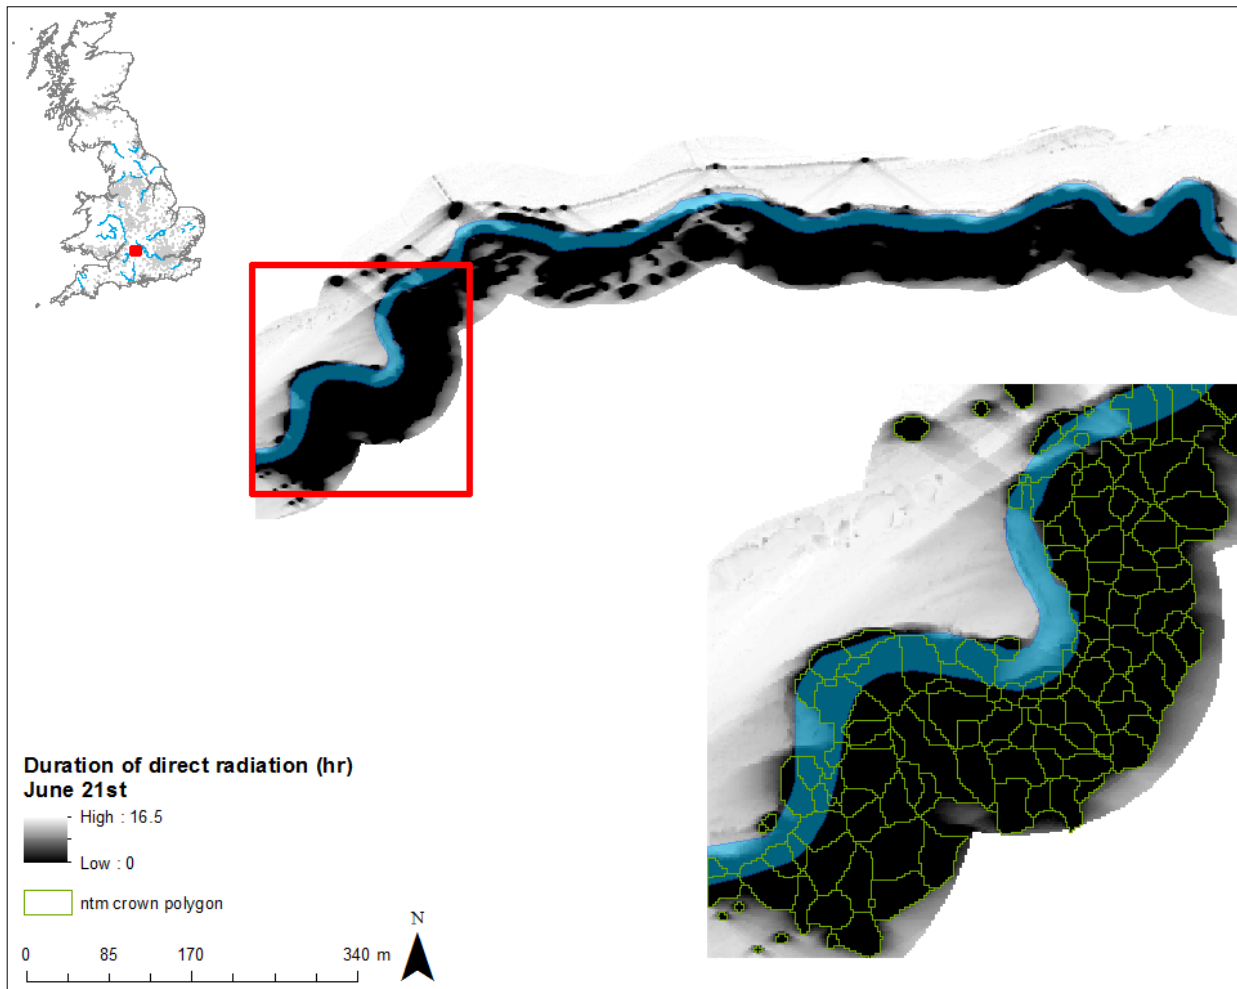 Duration of direct radiation (hr)
June 21st
High : 16.5
Low : 0
ntm crown polygon
0 85 170 340 m
N